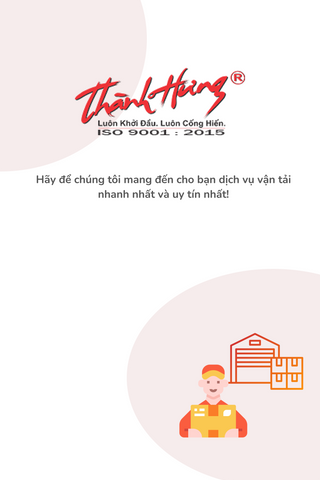 Thành Hưng®
Luôn Khởi Đầu. Luôn Cống Hiến.
ISO 9001 : 2015
Hãy để chúng tôi mang đến cho bạn dịch vụ vận tải
nhanh nhất và uy tín nhất!